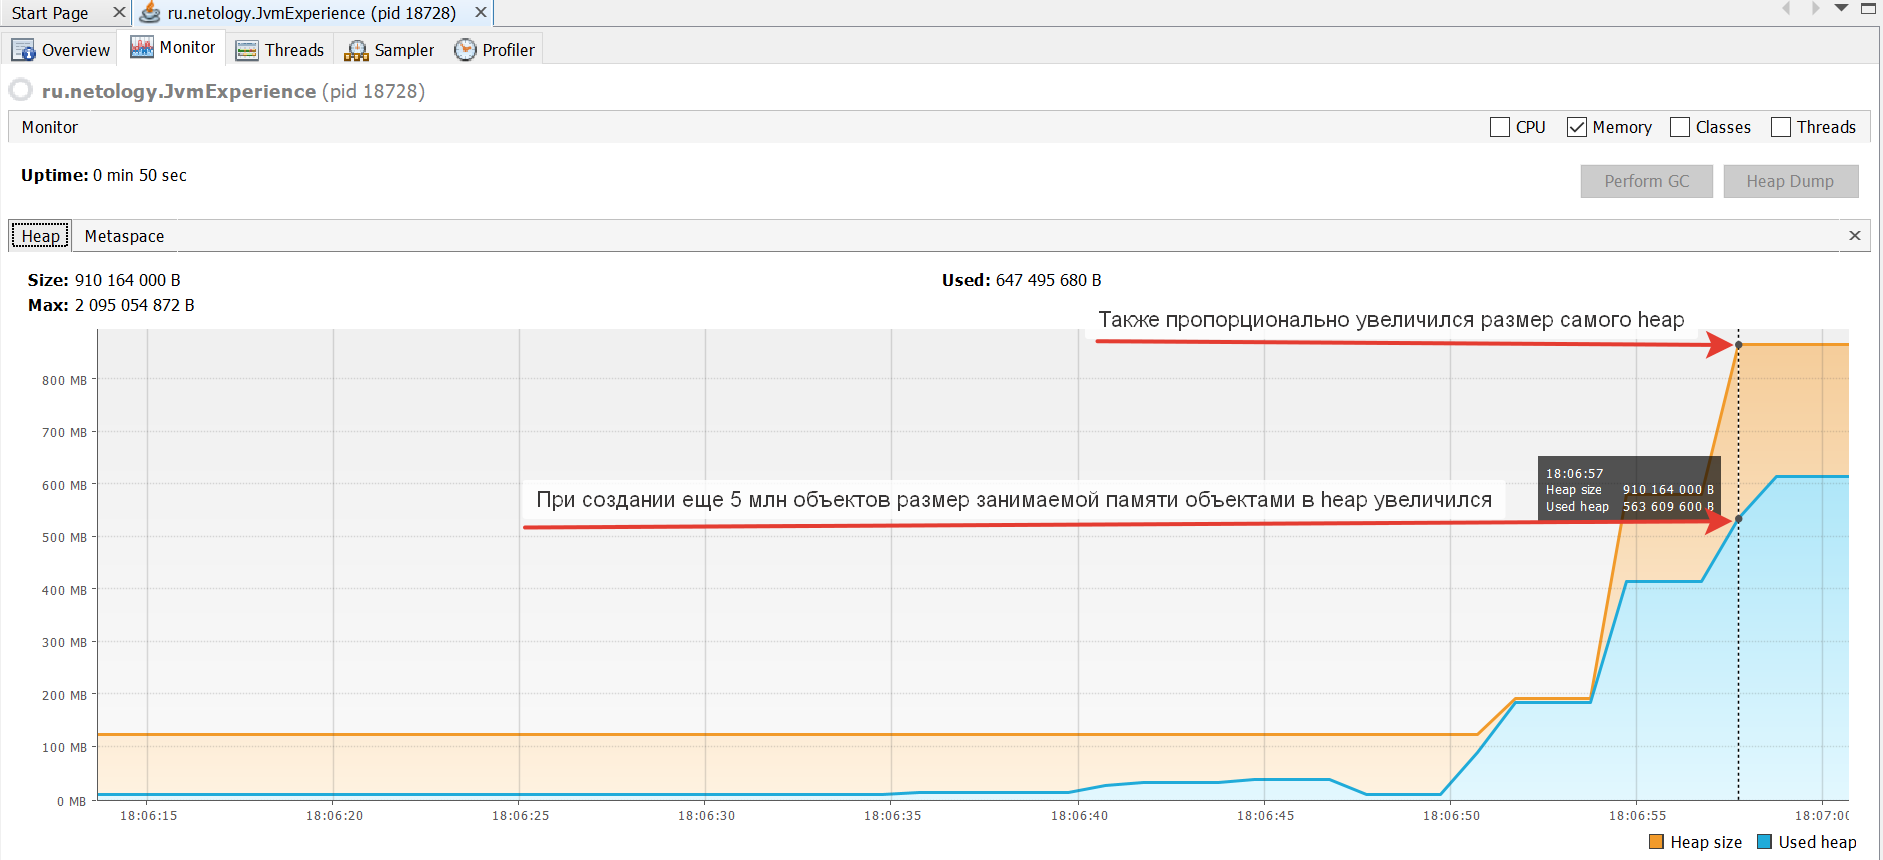 Start Page
ru.netology.JvmExperience (pid 18728)
Overview Monitor Threads Sampler Profiler
ru.netology.JvmExperience (pid 18728)
Monitor CPU Memory Classes Threads
Uptime: 0 min 50 sec
Perform GC Heap Dump
Heap Metaspace
Size: 910 164 000 B Used: 647 495 680 B
Max: 2 095 054 872 B
Также пропорционально увеличился размер самого heap
800 MB
700 MB
600 MB
500 MB
400 MB
300 MB
200 MB
100 MB
0 MB
При создании еще 5 млн объектов размер занимаемой памяти объектами в heap увеличился
18:06:57
Heap size 910 164 000 B
Used heap 563 609 600 B
18:06:15 18:06:20 18:06:25 18:06:30 18:06:35 18:06:40 18:06:45 18:06:50 18:06:55 18:07:00
Heap size Used heap